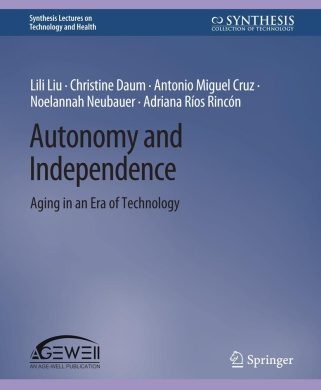 Synthesis Lectures on
Technology and Health
SYNTHESIS
COLLECTION OF TECHNOLOGY
Lili Liu · Christine Daum · Antonio Miguel Cruz ·
Noelannah Neubauer · Adriana Ríos Rincón
Autonomy and
Independence
Aging in an Era of Technology
AGEWELL
AN AGE-WELL PUBLICATION
Springer